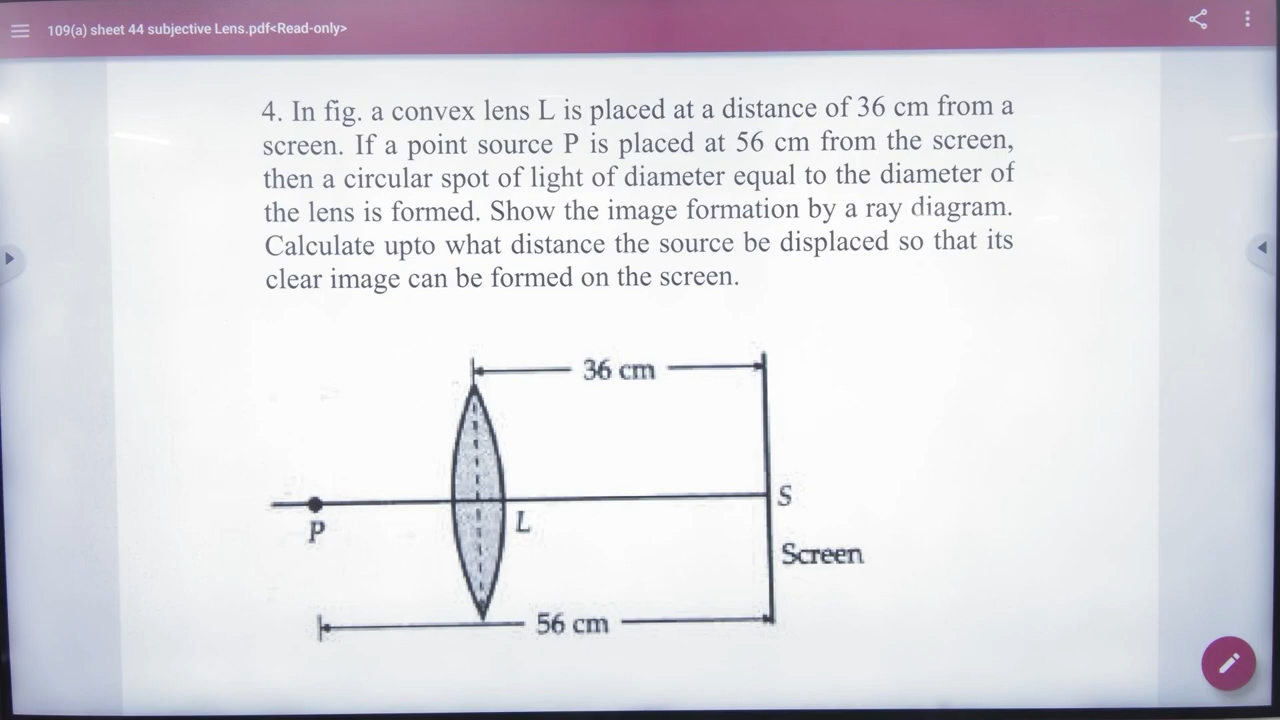 109(a) sheet 44 subjective Lens.pdf<Read-only>
4. In fig. a convex lens L is placed at a distance of 36 cm from a
screen. If a point source P is placed at 56 cm from the screen,
then a circular spot of light of diameter equal to the diameter of
the lens is formed. Show the image formation by a ray diagram.
Calculate upto what distance the source be displaced so that its
clear image can be formed on the screen.
36 cm
S
P
L
Screen
56 cm